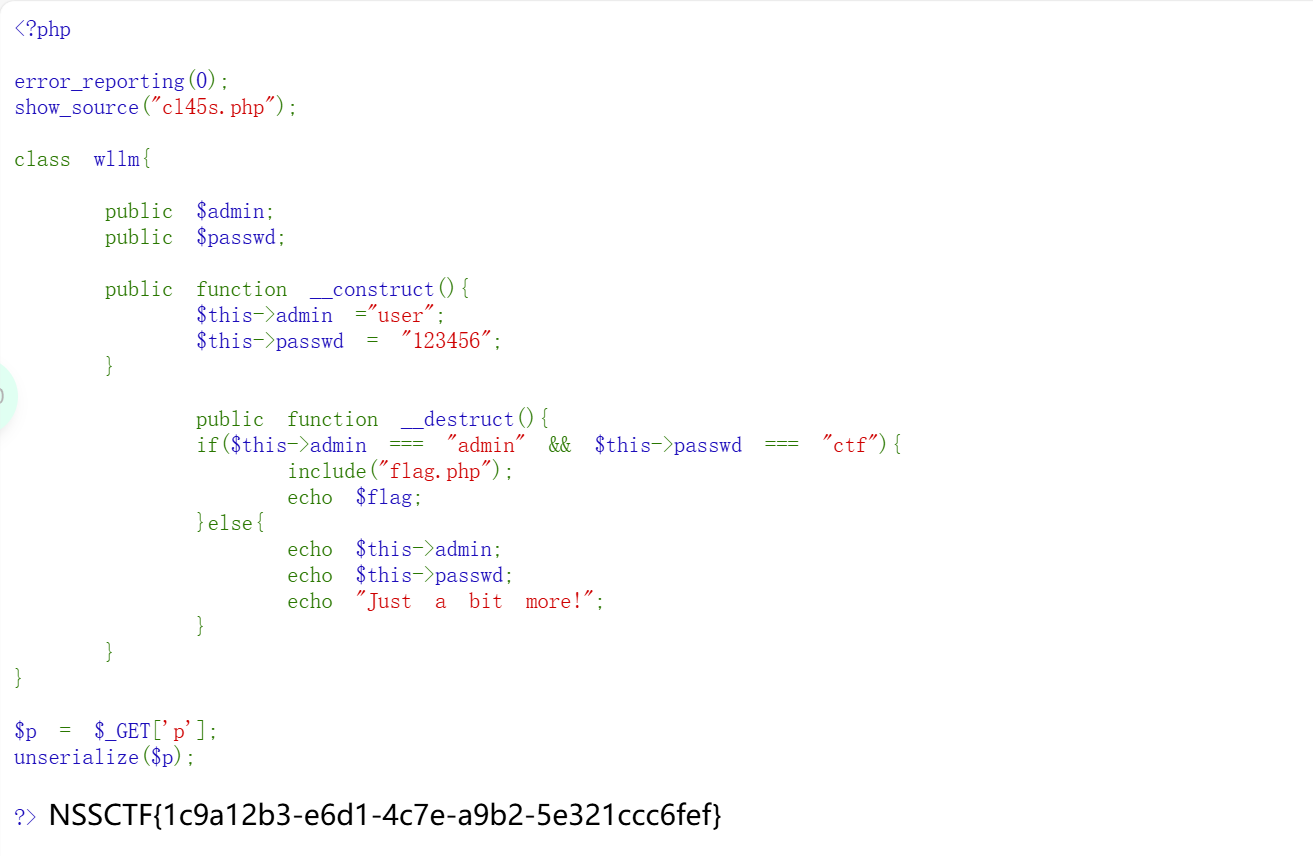 <?php
error_reporting(0);
show_source("cl45s.php");
class wllm{
public $admin;
public $passwd;
public function __construct(){
$this->admin ="user";
$this->passwd = "123456";
}
public function __destruct(){
if($this->admin === "admin" && $this->passwd === "ctf"){
include("flag.php");
echo $flag;
}else{
echo $this->admin;
echo $this->passwd;
echo "Just a bit more!";
}
}
}
$p = $_GET['p'];
unserialize($p);
?> NSSCTF{1c9a12b3-e6d1-4c7e-a9b2-5e321ccc6fef}